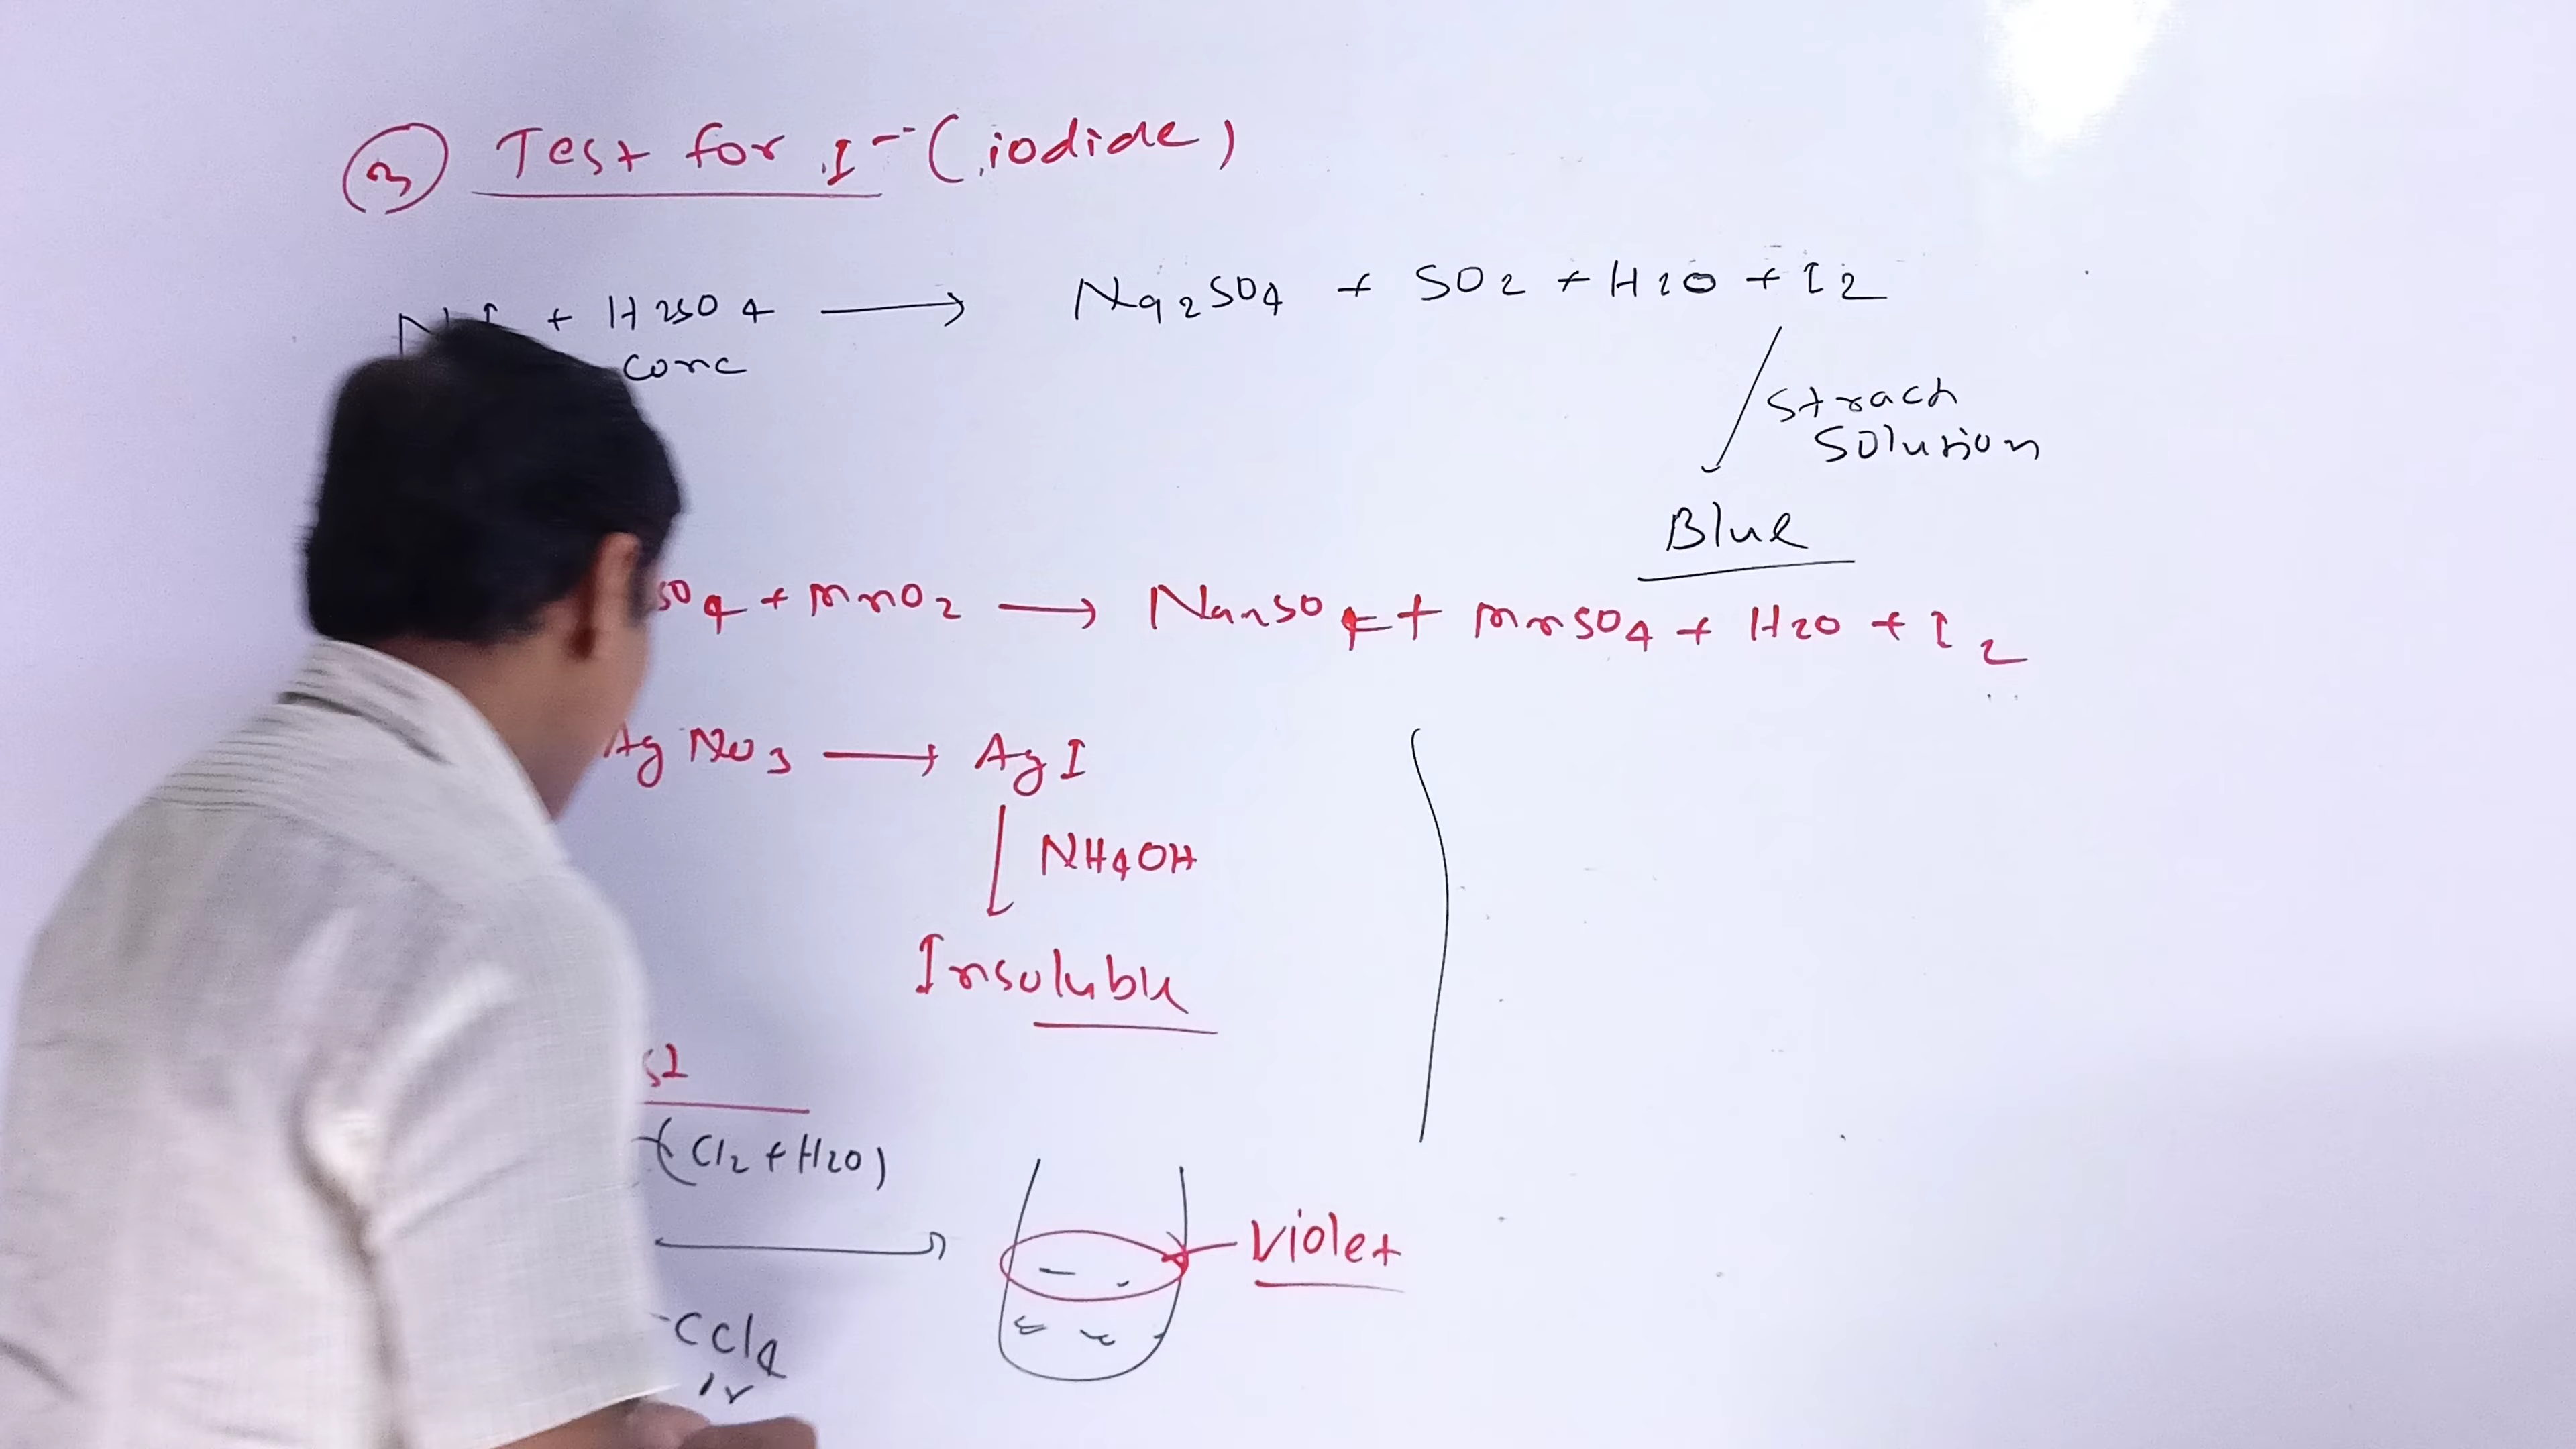 3 Test for I⁻ (iodide)
+ H2SO4 ⟶ Na2SO4 + SO2 + H2O + I2
conc
Strach
Solution
Blue
SO4 + MnO2 ⟶ Na2SO4 + MnSO4 + H2O + I2
AgNO3 ⟶ AgI
NH4OH
Insoluble
(Cl2 + H2O)
Violet
CCl4